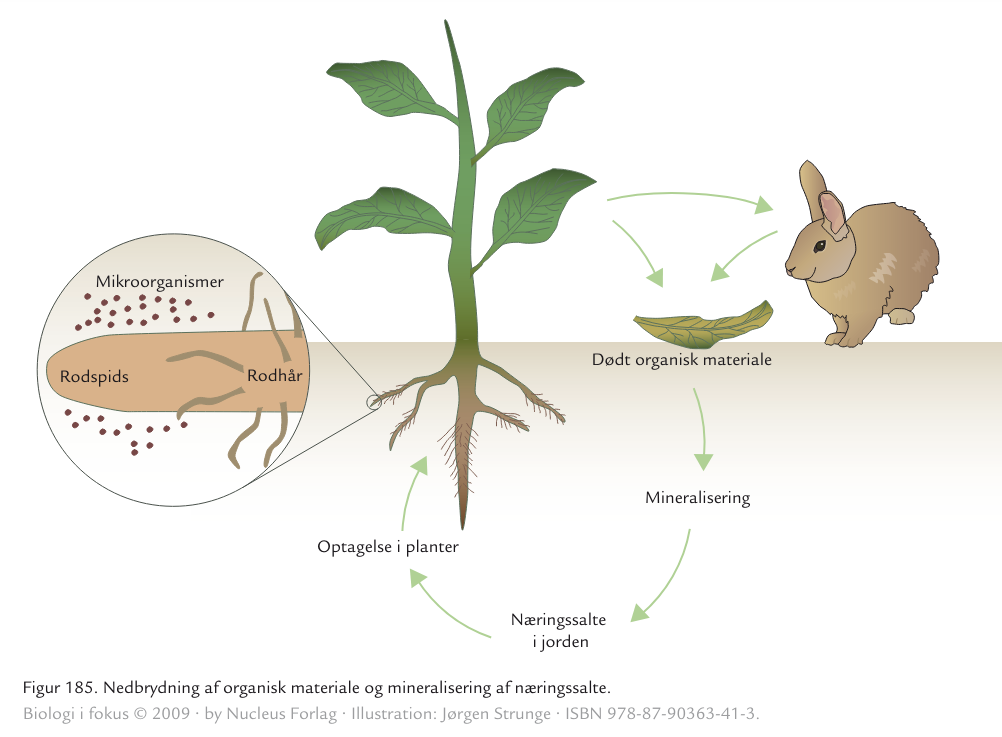 Mikroorganismer
Rodspids
Rodhår
Dødt organisk materiale
Mineralisering
Optagelse i planter
Næringssalte
i jorden
Figur 185. Nedbrydning af organisk materiale og mineralisering af næringssalte.
Biologi i fokus © 2009 · by Nucleus Forlag · Illustration: Jørgen Strunge · ISBN 978-87-90363-41-3.